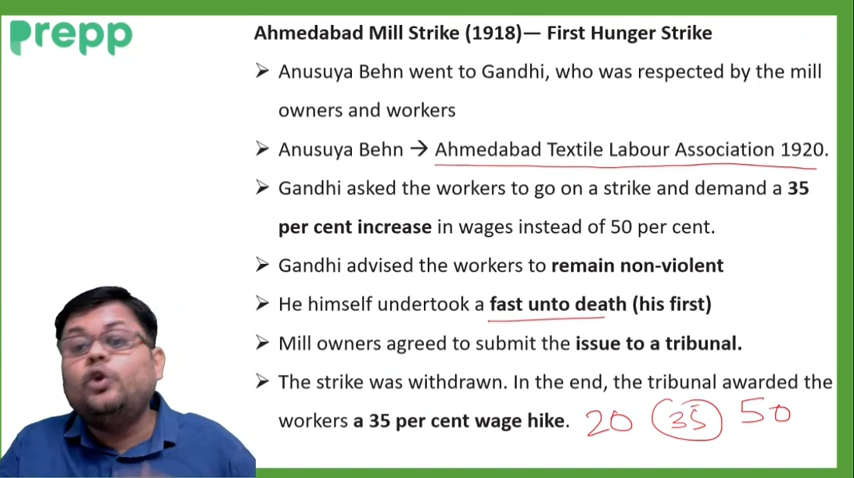 prepp
Ahmedabad Mill Strike (1918)— First Hunger Strike
➢ Anusuya Behn went to Gandhi, who was respected by the mill
owners and workers
➢ Anusuya Behn → Ahmedabad Textile Labour Association 1920.
➢ Gandhi asked the workers to go on a strike and demand a 35
per cent increase in wages instead of 50 per cent.
➢ Gandhi advised the workers to remain non-violent
➢ He himself undertook a fast unto death (his first)
➢ Mill owners agreed to submit the issue to a tribunal.
➢ The strike was withdrawn. In the end, the tribunal awarded the
workers a 35 per cent wage hike. 20 35 50